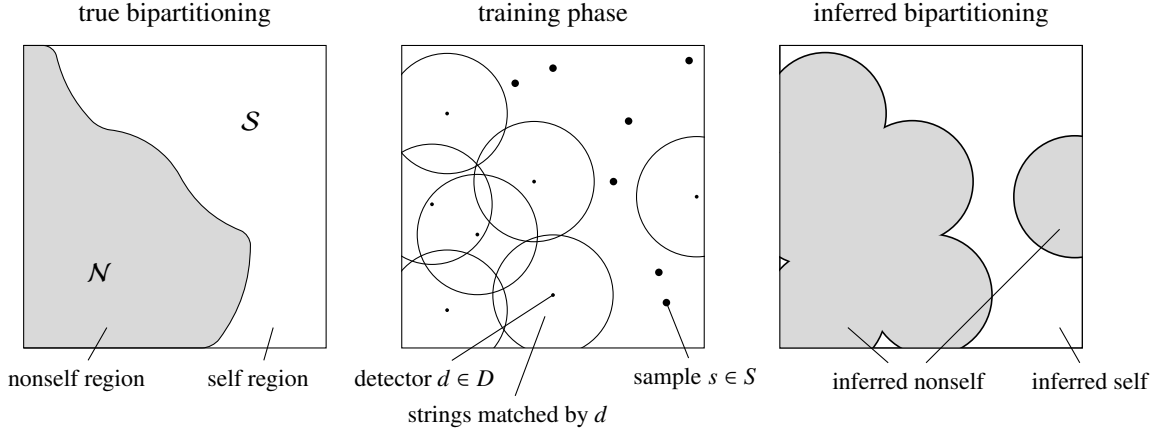 true bipartitioning
training phase
inferred bipartitioning
𝒮
𝒩
nonself region
self region
detector d ∈ D
strings matched by d
sample s ∈ S
inferred nonself
inferred self